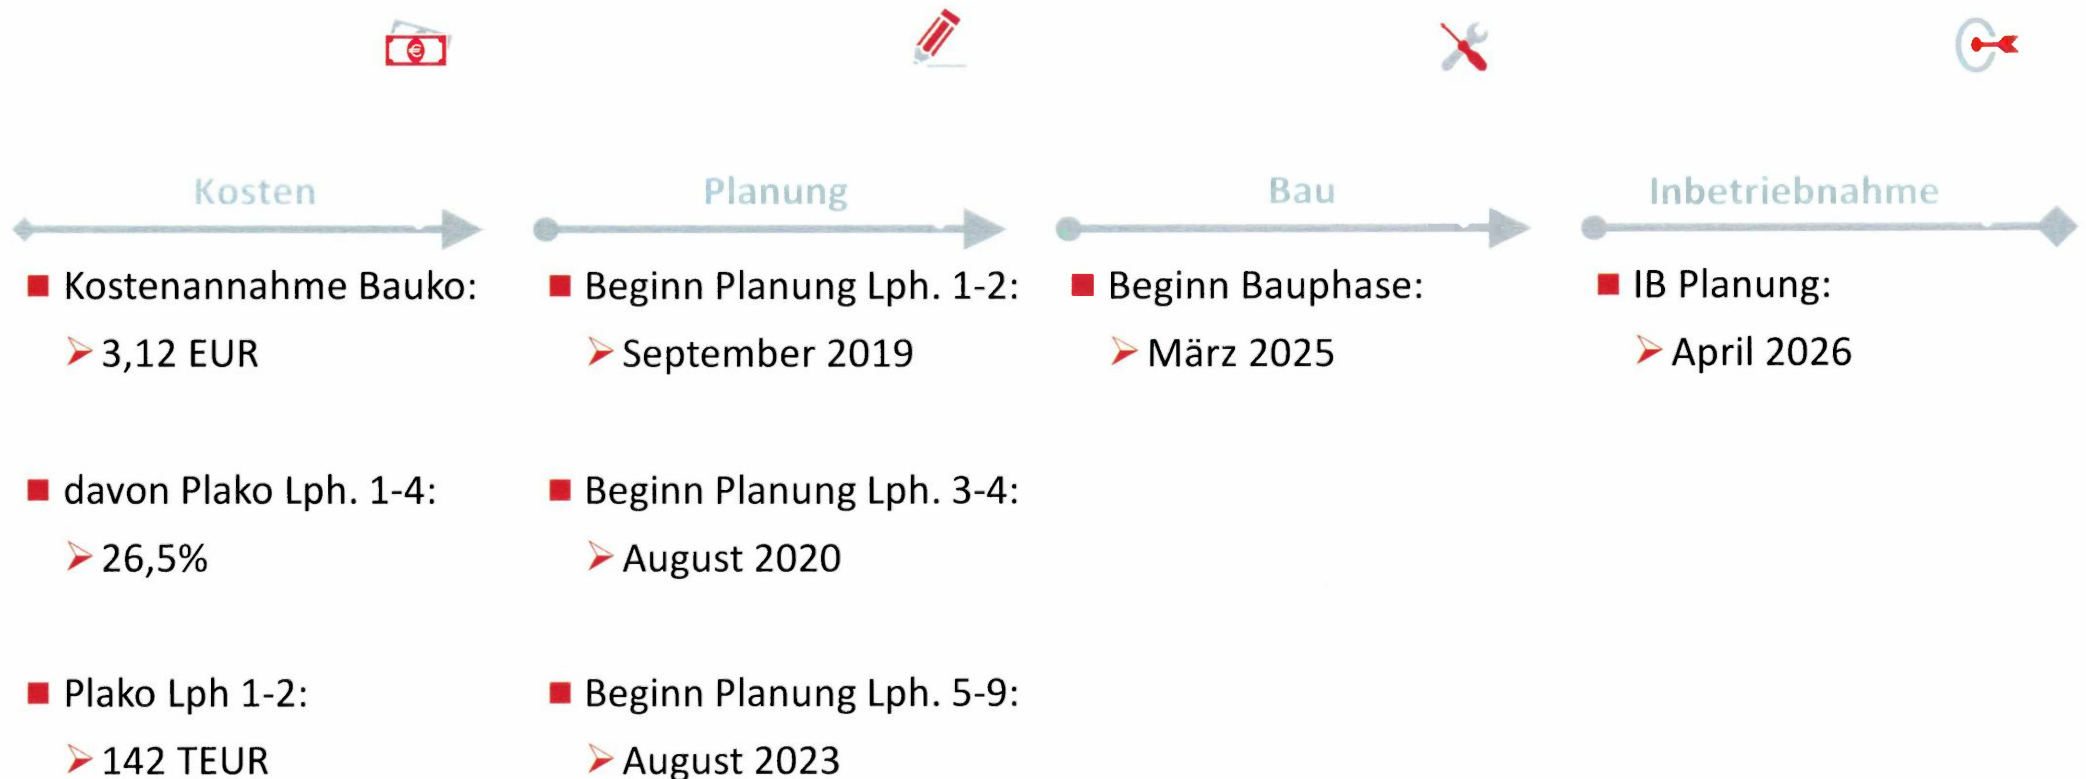 Kosten
Kostenannahme Bauko:
3,12 EUR
davon Plako Lph. 1-4:
26,5%
Plako Lph 1-2:
142 TEUR
Planung
Beginn Planung Lph. 1-2:
September 2019
Beginn Planung Lph. 3-4:
August 2020
Beginn Planung Lph. 5-9:
August 2023
Bau
Beginn Bauphase:
März 2025
Inbetriebnahme
IB Planung:
April 2026